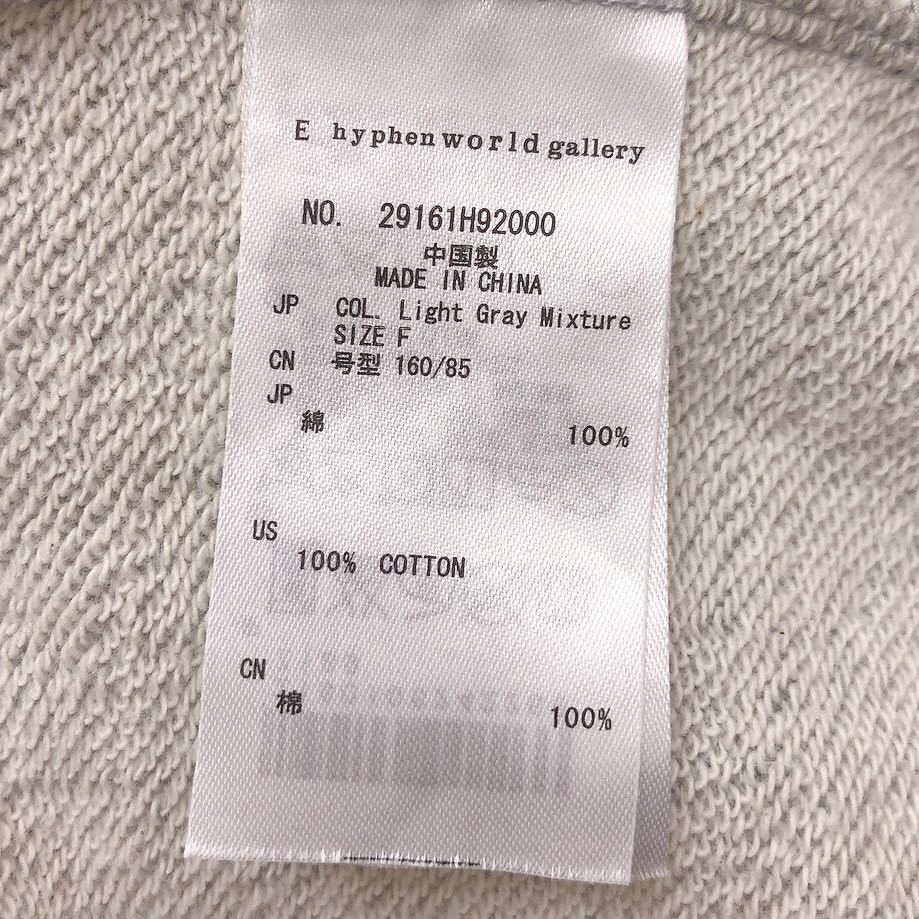 E hyphen world gallery
NO. 29161H92000
中国製
MADE IN CHINA
JP COL. Light Gray Mixture
SIZE F
CN 号型 160/85
JP
綿 100%
US
100% COTTON
CN
棉 100%